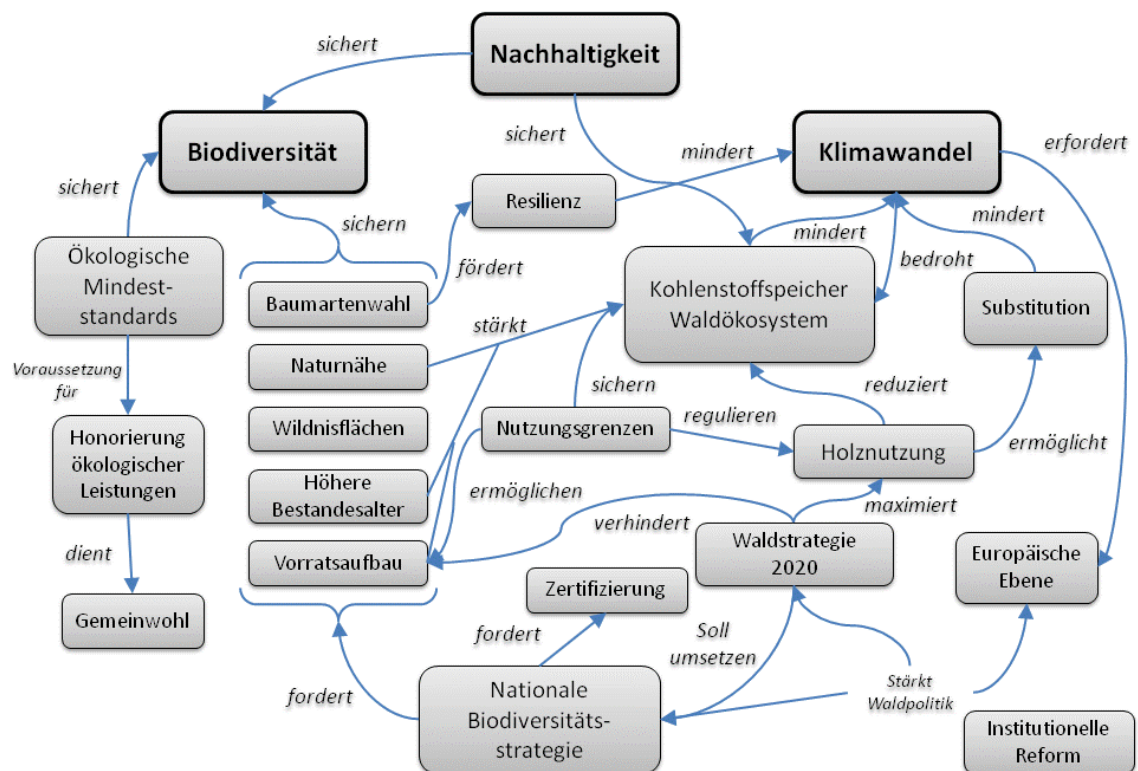 sichert
Nachhaltigkeit
Biodiversität
sichert
Klimawandel
erfordert
mindert
sichert
Resilienz
sichern
mindert
mindert
Ökologische
Mindest-
standards
fördert
bedroht
Baumartenwahl
Kohlenstoffspeicher
Waldökosystem
Substitution
stärkt
Naturnähe
Voraussetzung
für
sichern
reduziert
Wildnisflächen
Nutzungsgrenzen
regulieren
Holznutzung
ermöglicht
Honorierung
ökologischer
Leistungen
Höhere
Bestandesalter
ermöglichen
maximiert
verhindert
dient
Vorratsaufbau
Waldstrategie
2020
Europäische
Ebene
Zertifizierung
Gemeinwohl
fordert
Soll
umsetzen
fordert
Nationale
Biodiversitäts-
strategie
Stärkt
Waldpolitik
Institutionelle
Reform